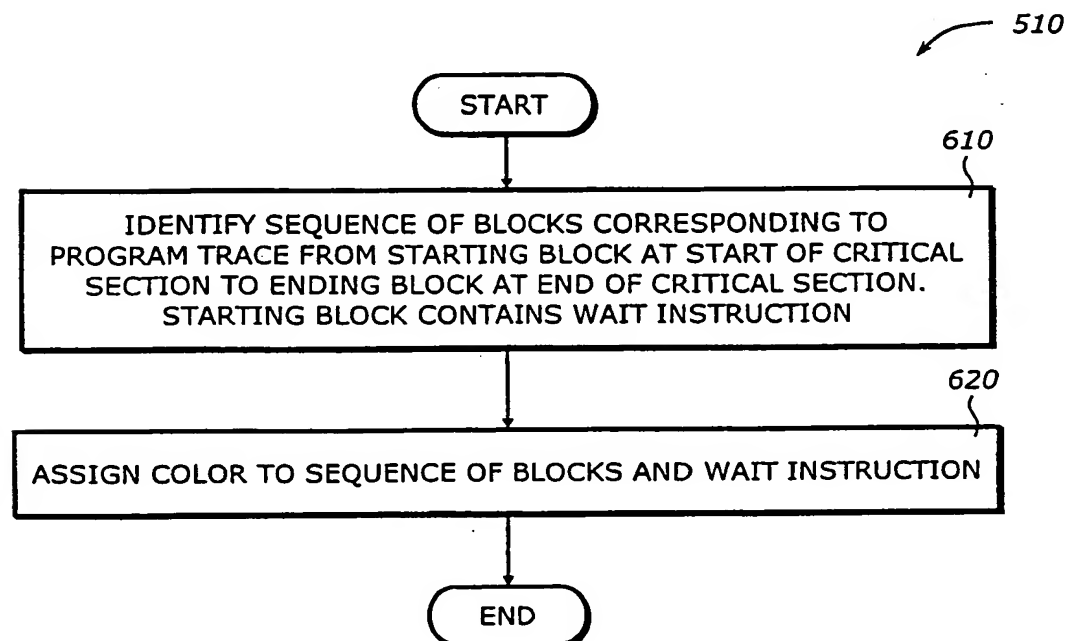 510
START
610
IDENTIFY SEQUENCE OF BLOCKS CORRESPONDING TO
PROGRAM TRACE FROM STARTING BLOCK AT START OF CRITICAL
SECTION TO ENDING BLOCK AT END OF CRITICAL SECTION.
STARTING BLOCK CONTAINS WAIT INSTRUCTION
620
ASSIGN COLOR TO SEQUENCE OF BLOCKS AND WAIT INSTRUCTION
END